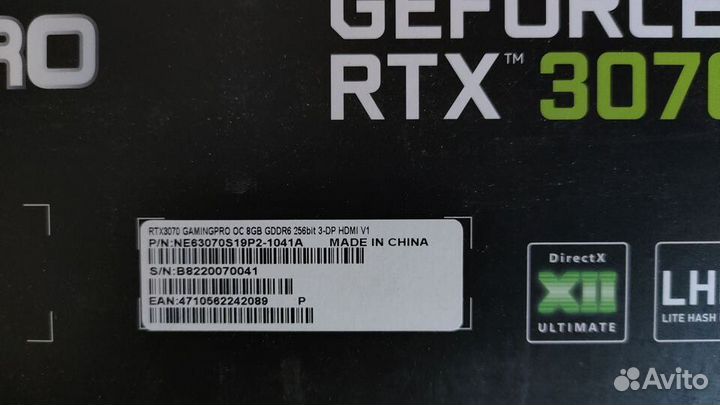 RO
GEFORCE
RTX™ 3070
RTX3070 GAMINGPRO OC 8GB GDDR6 256bit 3-DP HDMI V1
P/N:NE63070S19P2-1041A MADE IN CHINA
S/N:B8220070041
EAN:4710562242089 P
DirectX
XII
ULTIMATE
LH
LITE HASH
Avito